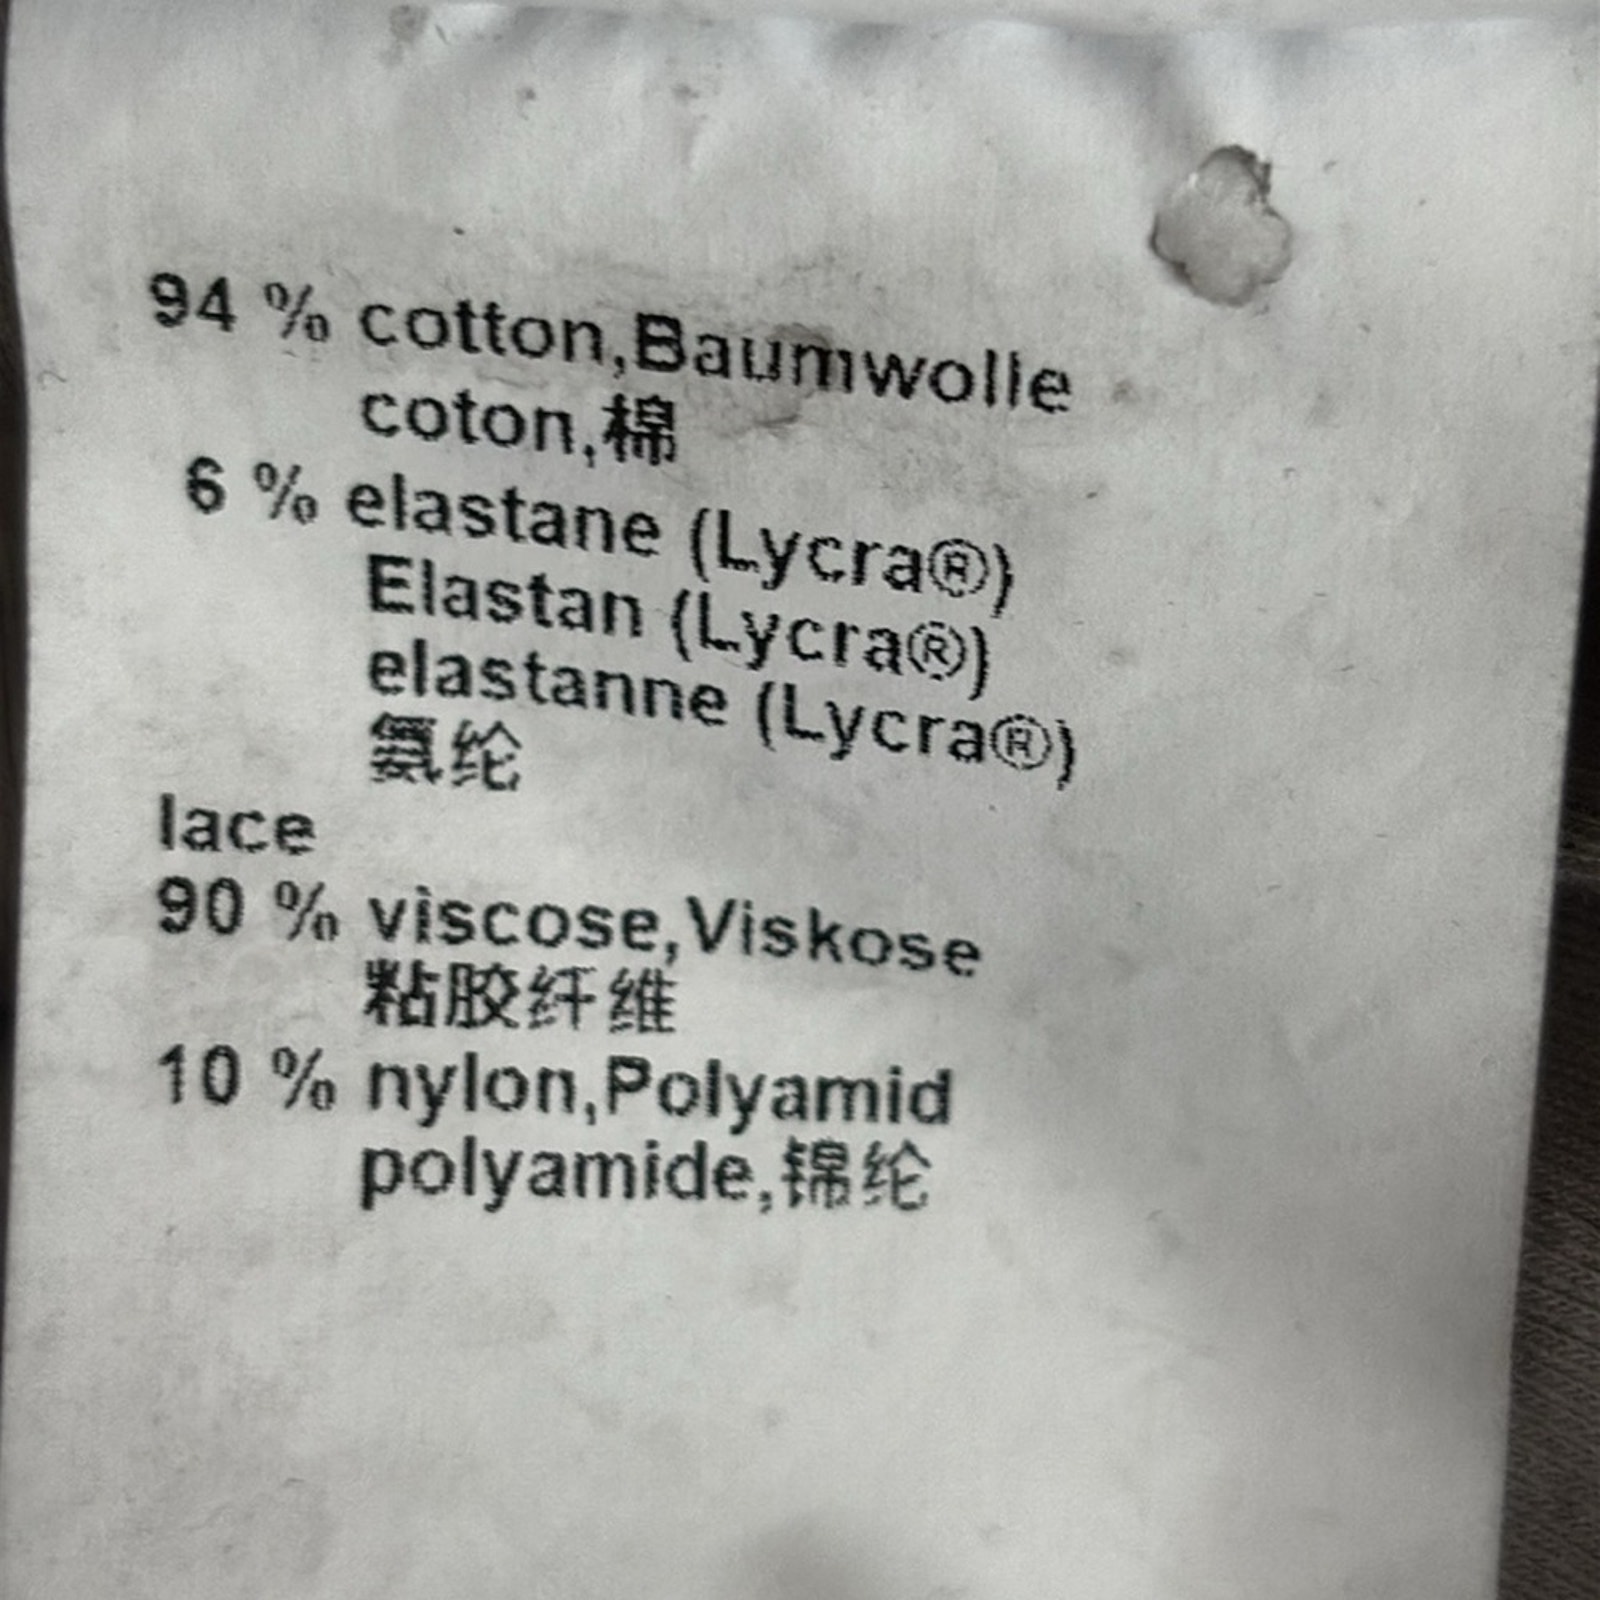 94 % cotton,Baumwolle
coton,棉
6 % elastane (Lycra®)
Elastan (Lycra®)
elastanne (Lycra®)
氨纶
lace
90 % viscose,Viskose
粘胶纤维
10 % nylon,Polyamid
polyamide,锦纶